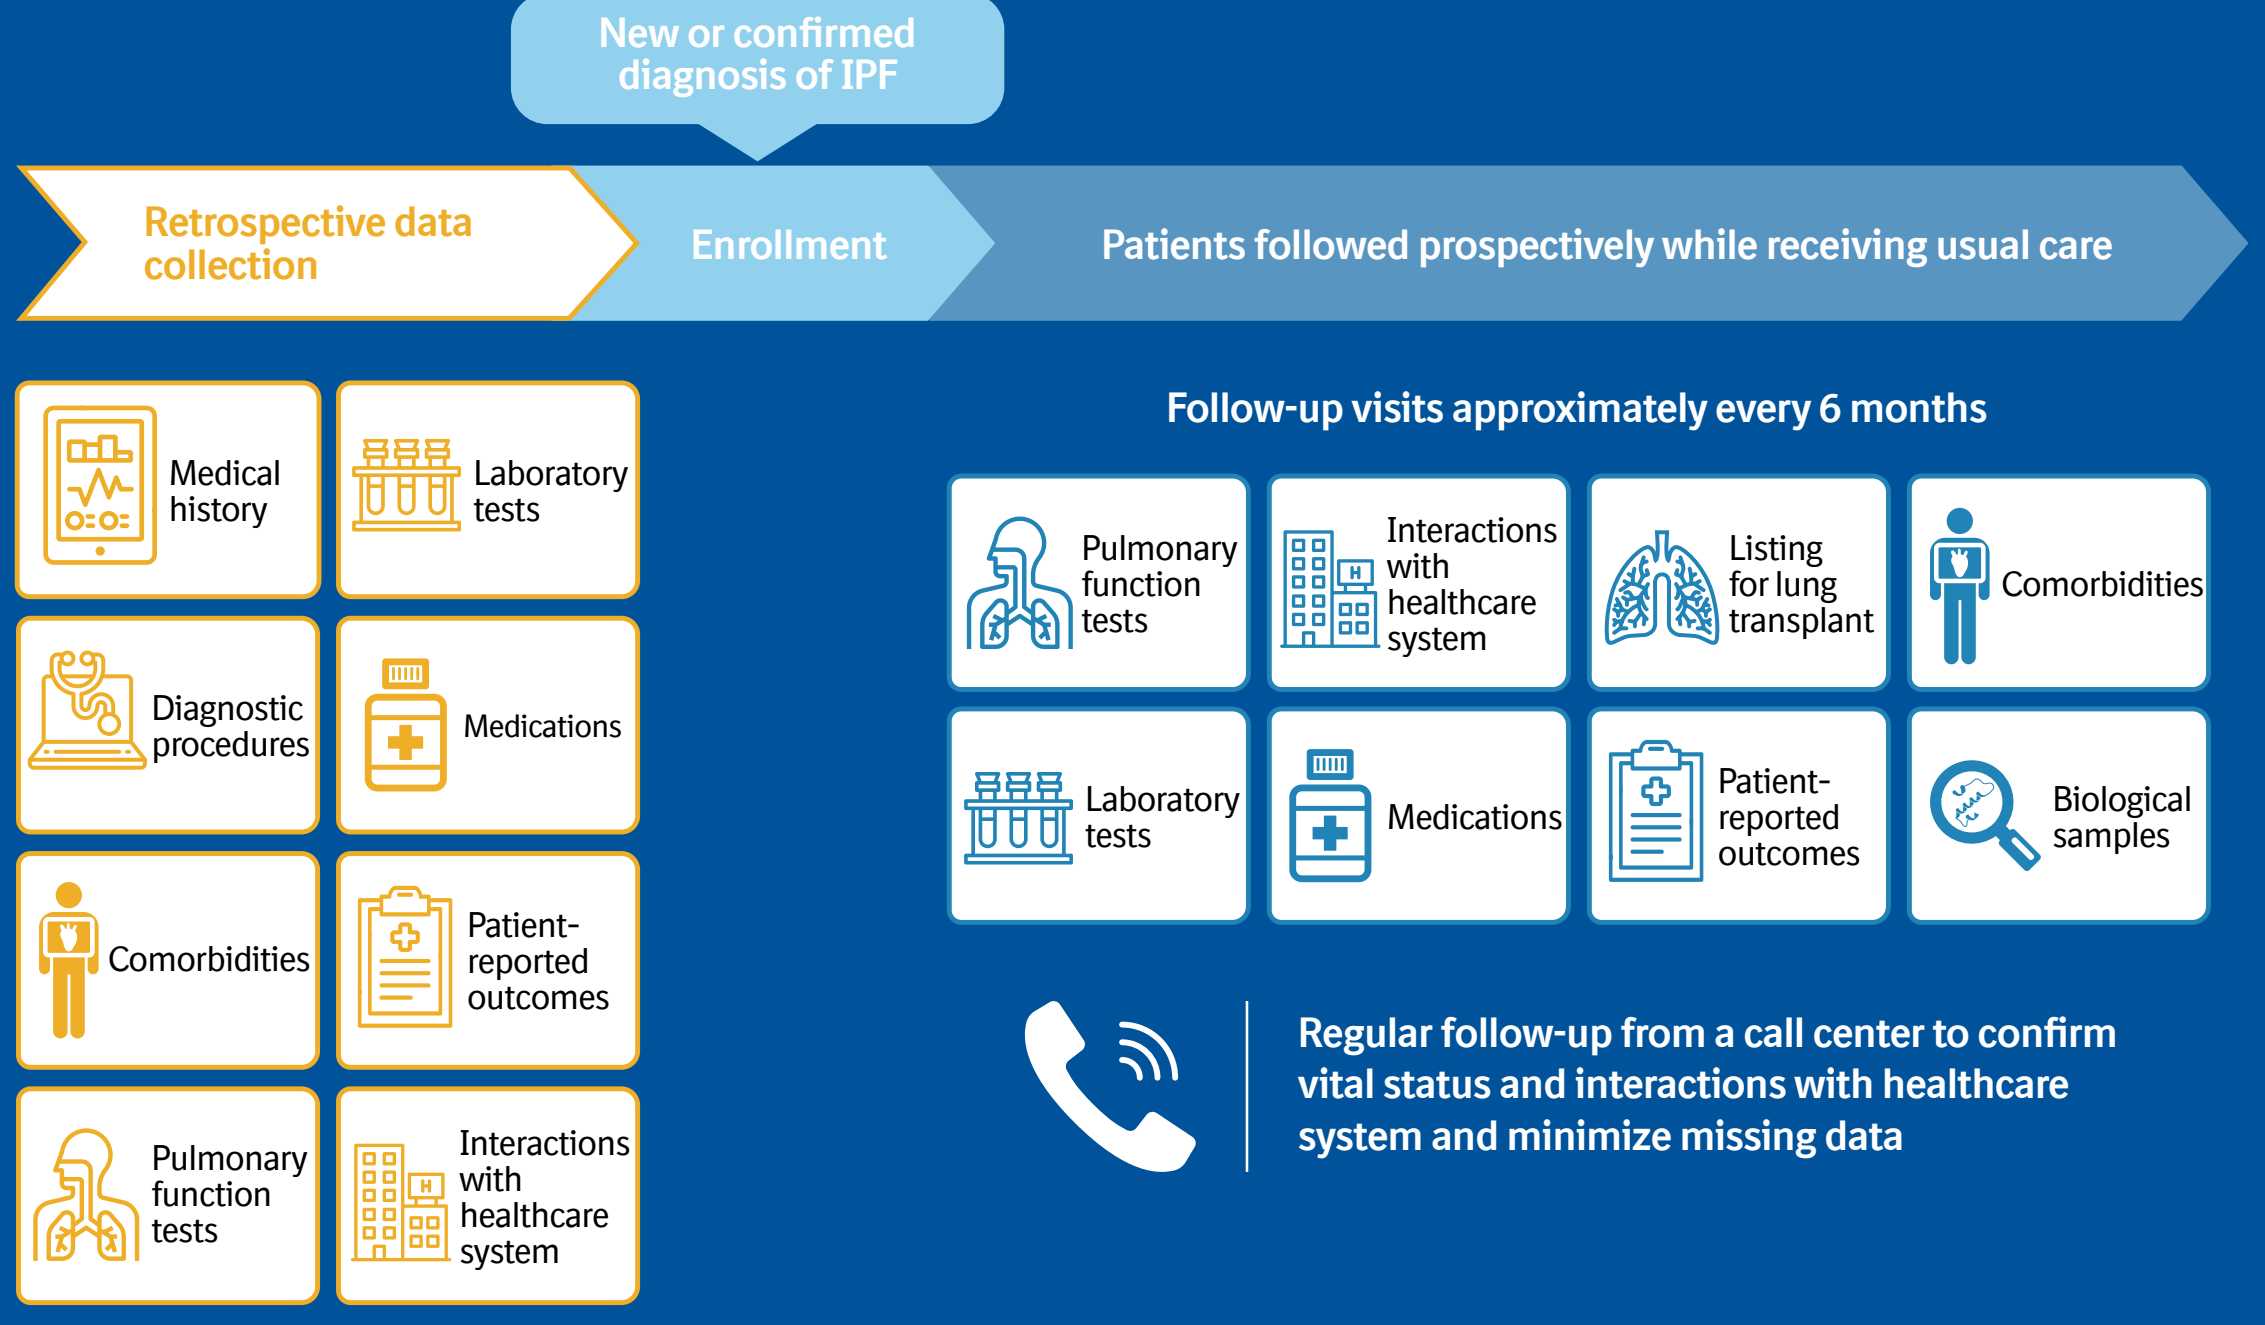 New or confirmed
diagnosis of IPF
Retrospective data
collection
Enrollment
Patients followed prospectively while receiving usual care
Medical
history
Laboratory
tests
Diagnostic
procedures
Medications
Comorbidities
Patient-
reported
outcomes
Pulmonary
function
tests
H
Interactions
with
healthcare
system
Follow-up visits approximately every 6 months
Pulmonary
function
tests
H
Interactions
with
healthcare
system
Listing
for lung
transplant
Comorbidities
Laboratory
tests
Medications
Patient-
reported
outcomes
Biological
samples
Regular follow-up from a call center to confirm
vital status and interactions with healthcare
system and minimize missing data